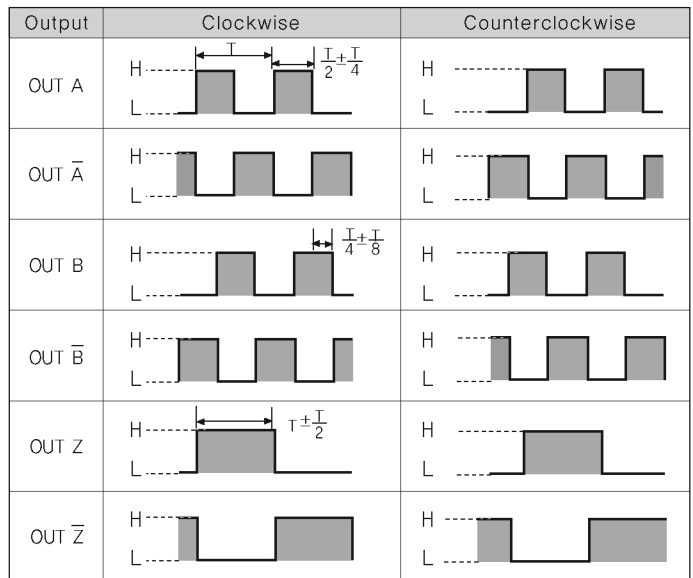 Output Clockwise Counterclockwise
OUT A H L T T/2±T/4 H L
OUT A̅ H L H L
OUT B H L T/4±T/8 H L
OUT B̅ H L H L
OUT Z H L T±T/2 H L
OUT Z̅ H L H L